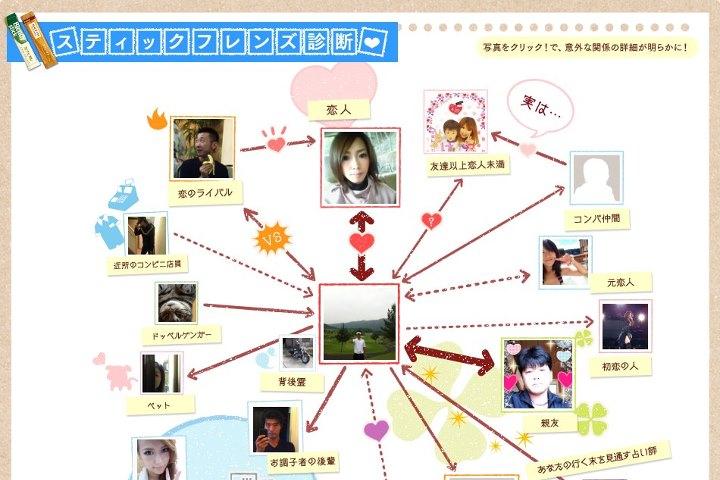 スティックフレンズ診断
写真をクリック！で、意外な関係の詳細が明らかに！
恋人
実は…
恋のライバル
友達以上恋人未満
コンパ仲間
VS
?
近所のコンビニ店員
元恋人
ドッペルゲンガー
初恋の人
背後霊
ペット
親友
お調子者の後輩
あなたの行く末を見通す占い師